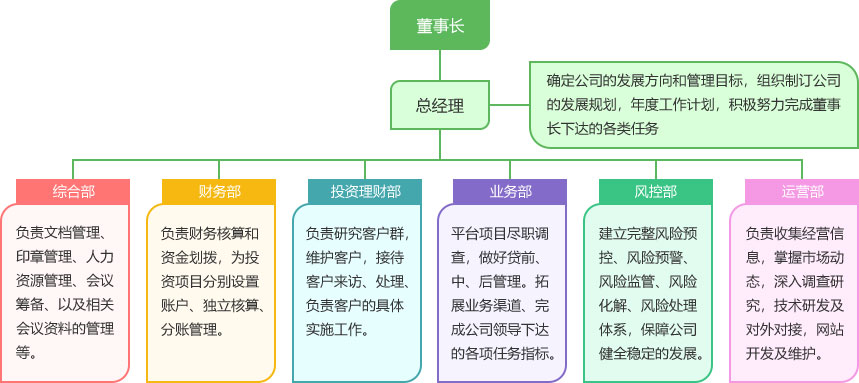 董事长
总经理
确定公司的发展方向和管理目标，组织制订公司
的发展规划，年度工作计划，积极努力完成董事
长下达的各类任务
综合部
负责文档管理、
印章管理、人力
资源管理、会议
筹备、以及相关
会议资料的管理
等。
财务部
负责财务核算和
资金划拨，为投
资项目分别设置
账户、独立核算、
分账管理。
投资理财部
负责研究客户群，
维护客户，接待
客户来访、处理、
负责客户的具体
实施工作。
业务部
平台项目尽职调
查，做好贷前、
中、后管理。拓
展业务渠道、完
成公司领导下达
的各项任务指标。
风控部
建立完整风险预
控、风险预警、
风险监管、风险
化解、风险处理
体系，保障公司
健全稳定的发展。
运营部
负责收集经营信
息，掌握市场动
态，深入调查研
究，技术研发及
对外对接，网站
开发及维护。